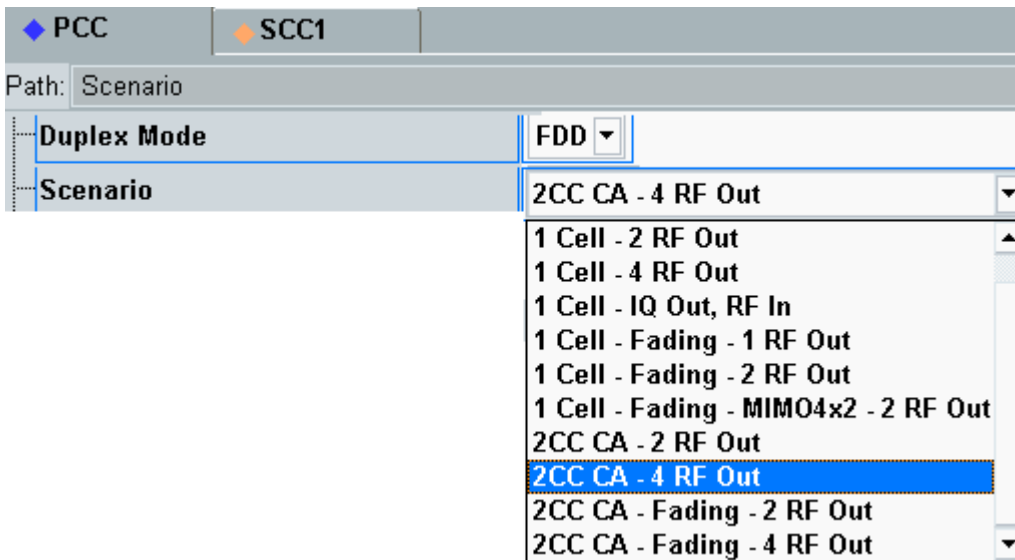 PCC SCC1
Path: Scenario
Duplex Mode FDD
Scenario 2CC CA - 4 RF Out
1 Cell - 2 RF Out
1 Cell - 4 RF Out
1 Cell - IQ Out, RF In
1 Cell - Fading - 1 RF Out
1 Cell - Fading - 2 RF Out
1 Cell - Fading - MIMO4x2 - 2 RF Out
2CC CA - 2 RF Out
2CC CA - 4 RF Out
2CC CA - Fading - 2 RF Out
2CC CA - Fading - 4 RF Out